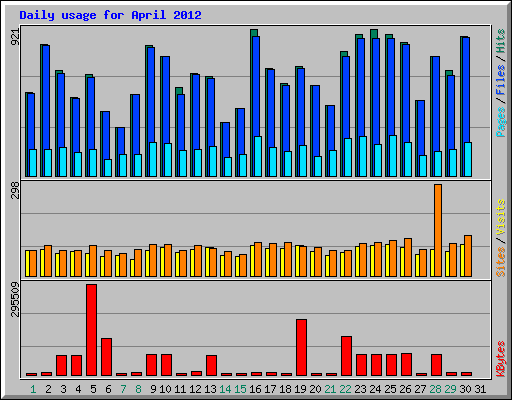 Daily usage for April 2012
921
Pages / Files / Hits
298
Sites / Visits
295509
KBytes
1 2 3 4 5 6 7 8 9 10 11 12 13 14 15 16 17 18 19 20 21 22 23 24 25 26 27 28 29 30 31